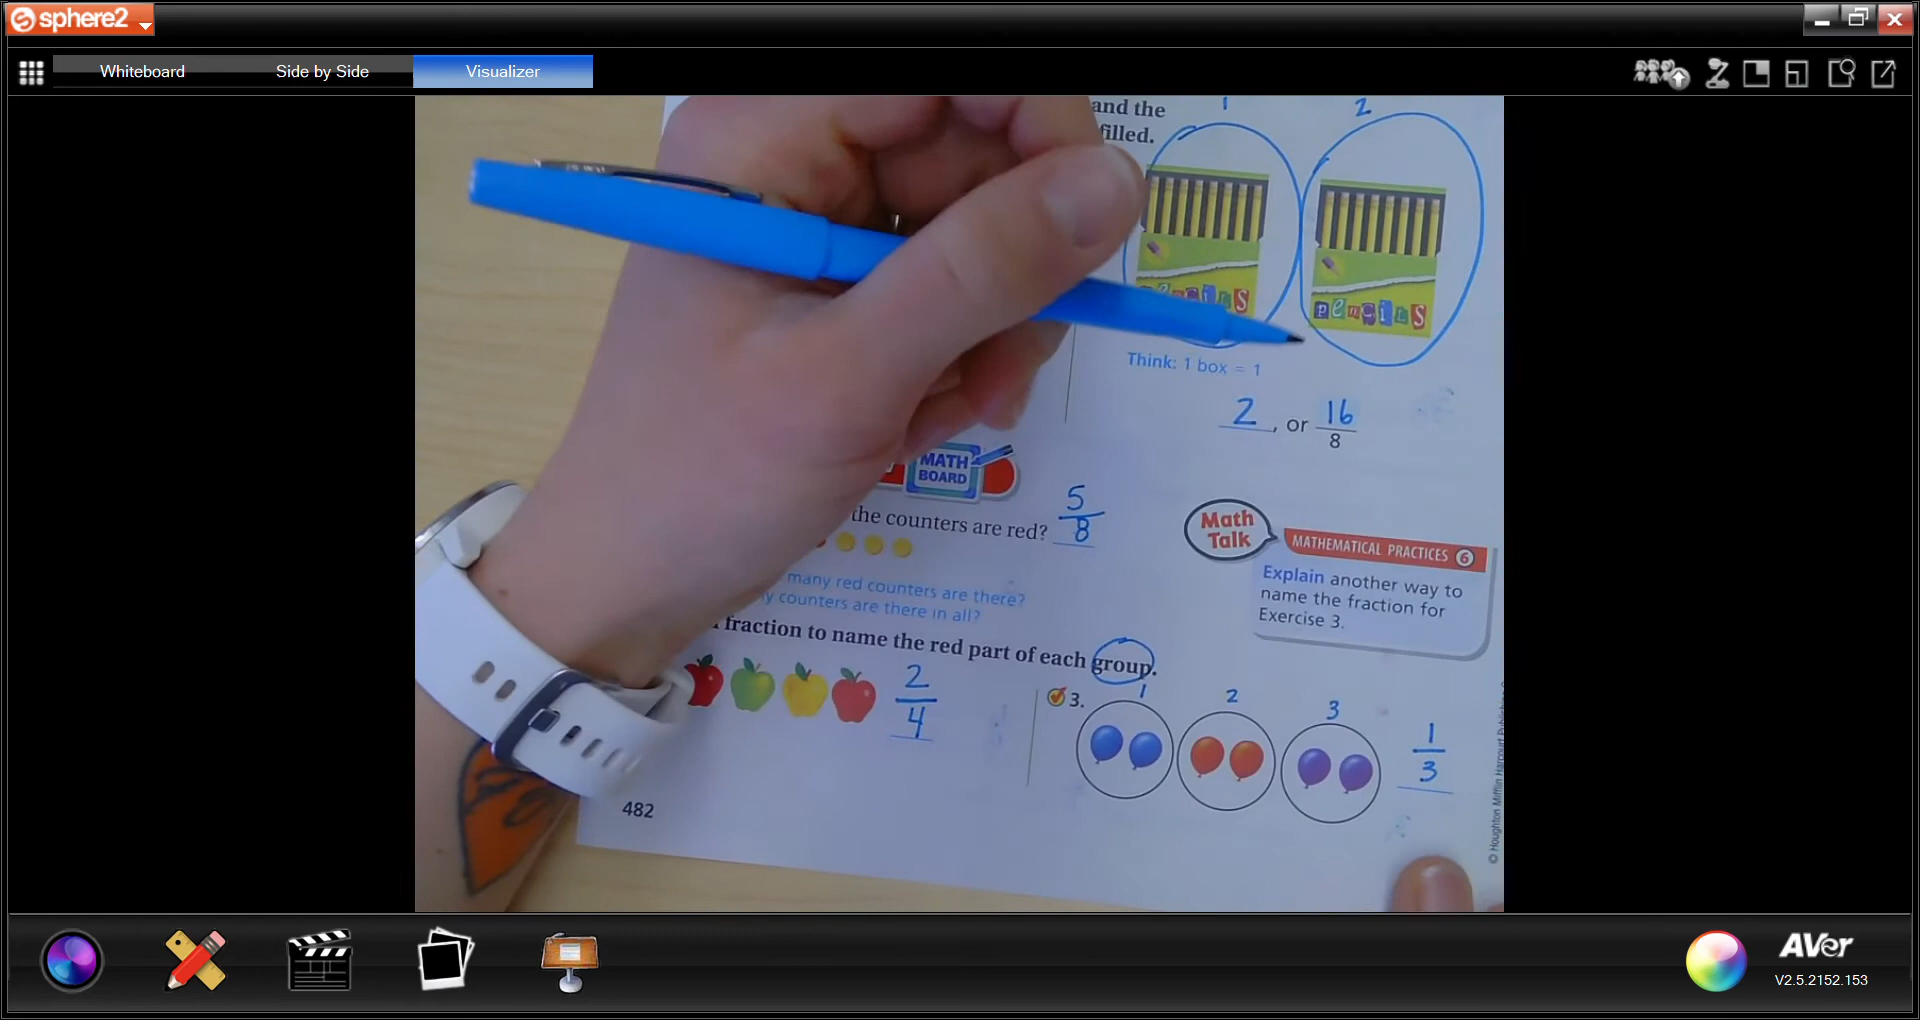 sphere2
Whiteboard
Side by Side
Visualizer
and the
filled.
1
2
PENCILS
PENCILS
Think: 1 box = 1
2, or 16/8
MATH
BOARD
the counters are red? 5/8
many red counters are there?
counters are there in all?
fraction to name the red part of each group.
2/4
3.
1
2
3
1/3
Math
Talk
MATHEMATICAL PRACTICES 6
Explain another way to
name the fraction for
Exercise 3.
482
© Houghton Mifflin Harcourt
AVer
V2.5.2152.153